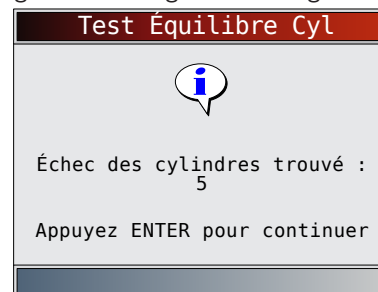 Test Équilibre Cyl
i
Échec des cylindres trouvé :
5
Appuyez ENTER pour continuer